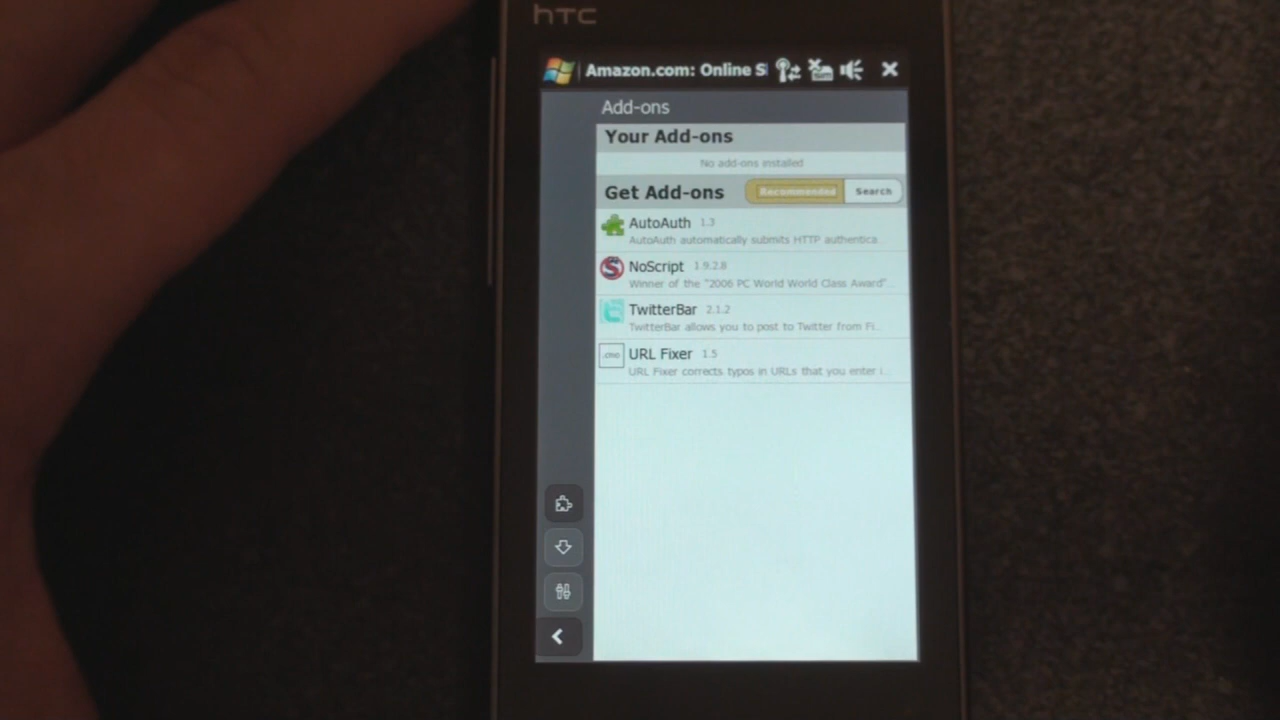 hTC
Amazon.com: Online S
Add-ons
Your Add-ons
No add-ons installed
Get Add-ons Recommended Search
AutoAuth 1.3
AutoAuth automatically submits HTTP authentica...
NoScript 1.9.2.8
Winner of the "2006 PC World World Class Award"...
TwitterBar 2.1.2
TwitterBar allows you to post to Twitter from Fi...
URL Fixer 1.5
URL Fixer corrects typos in URLs that you enter i...